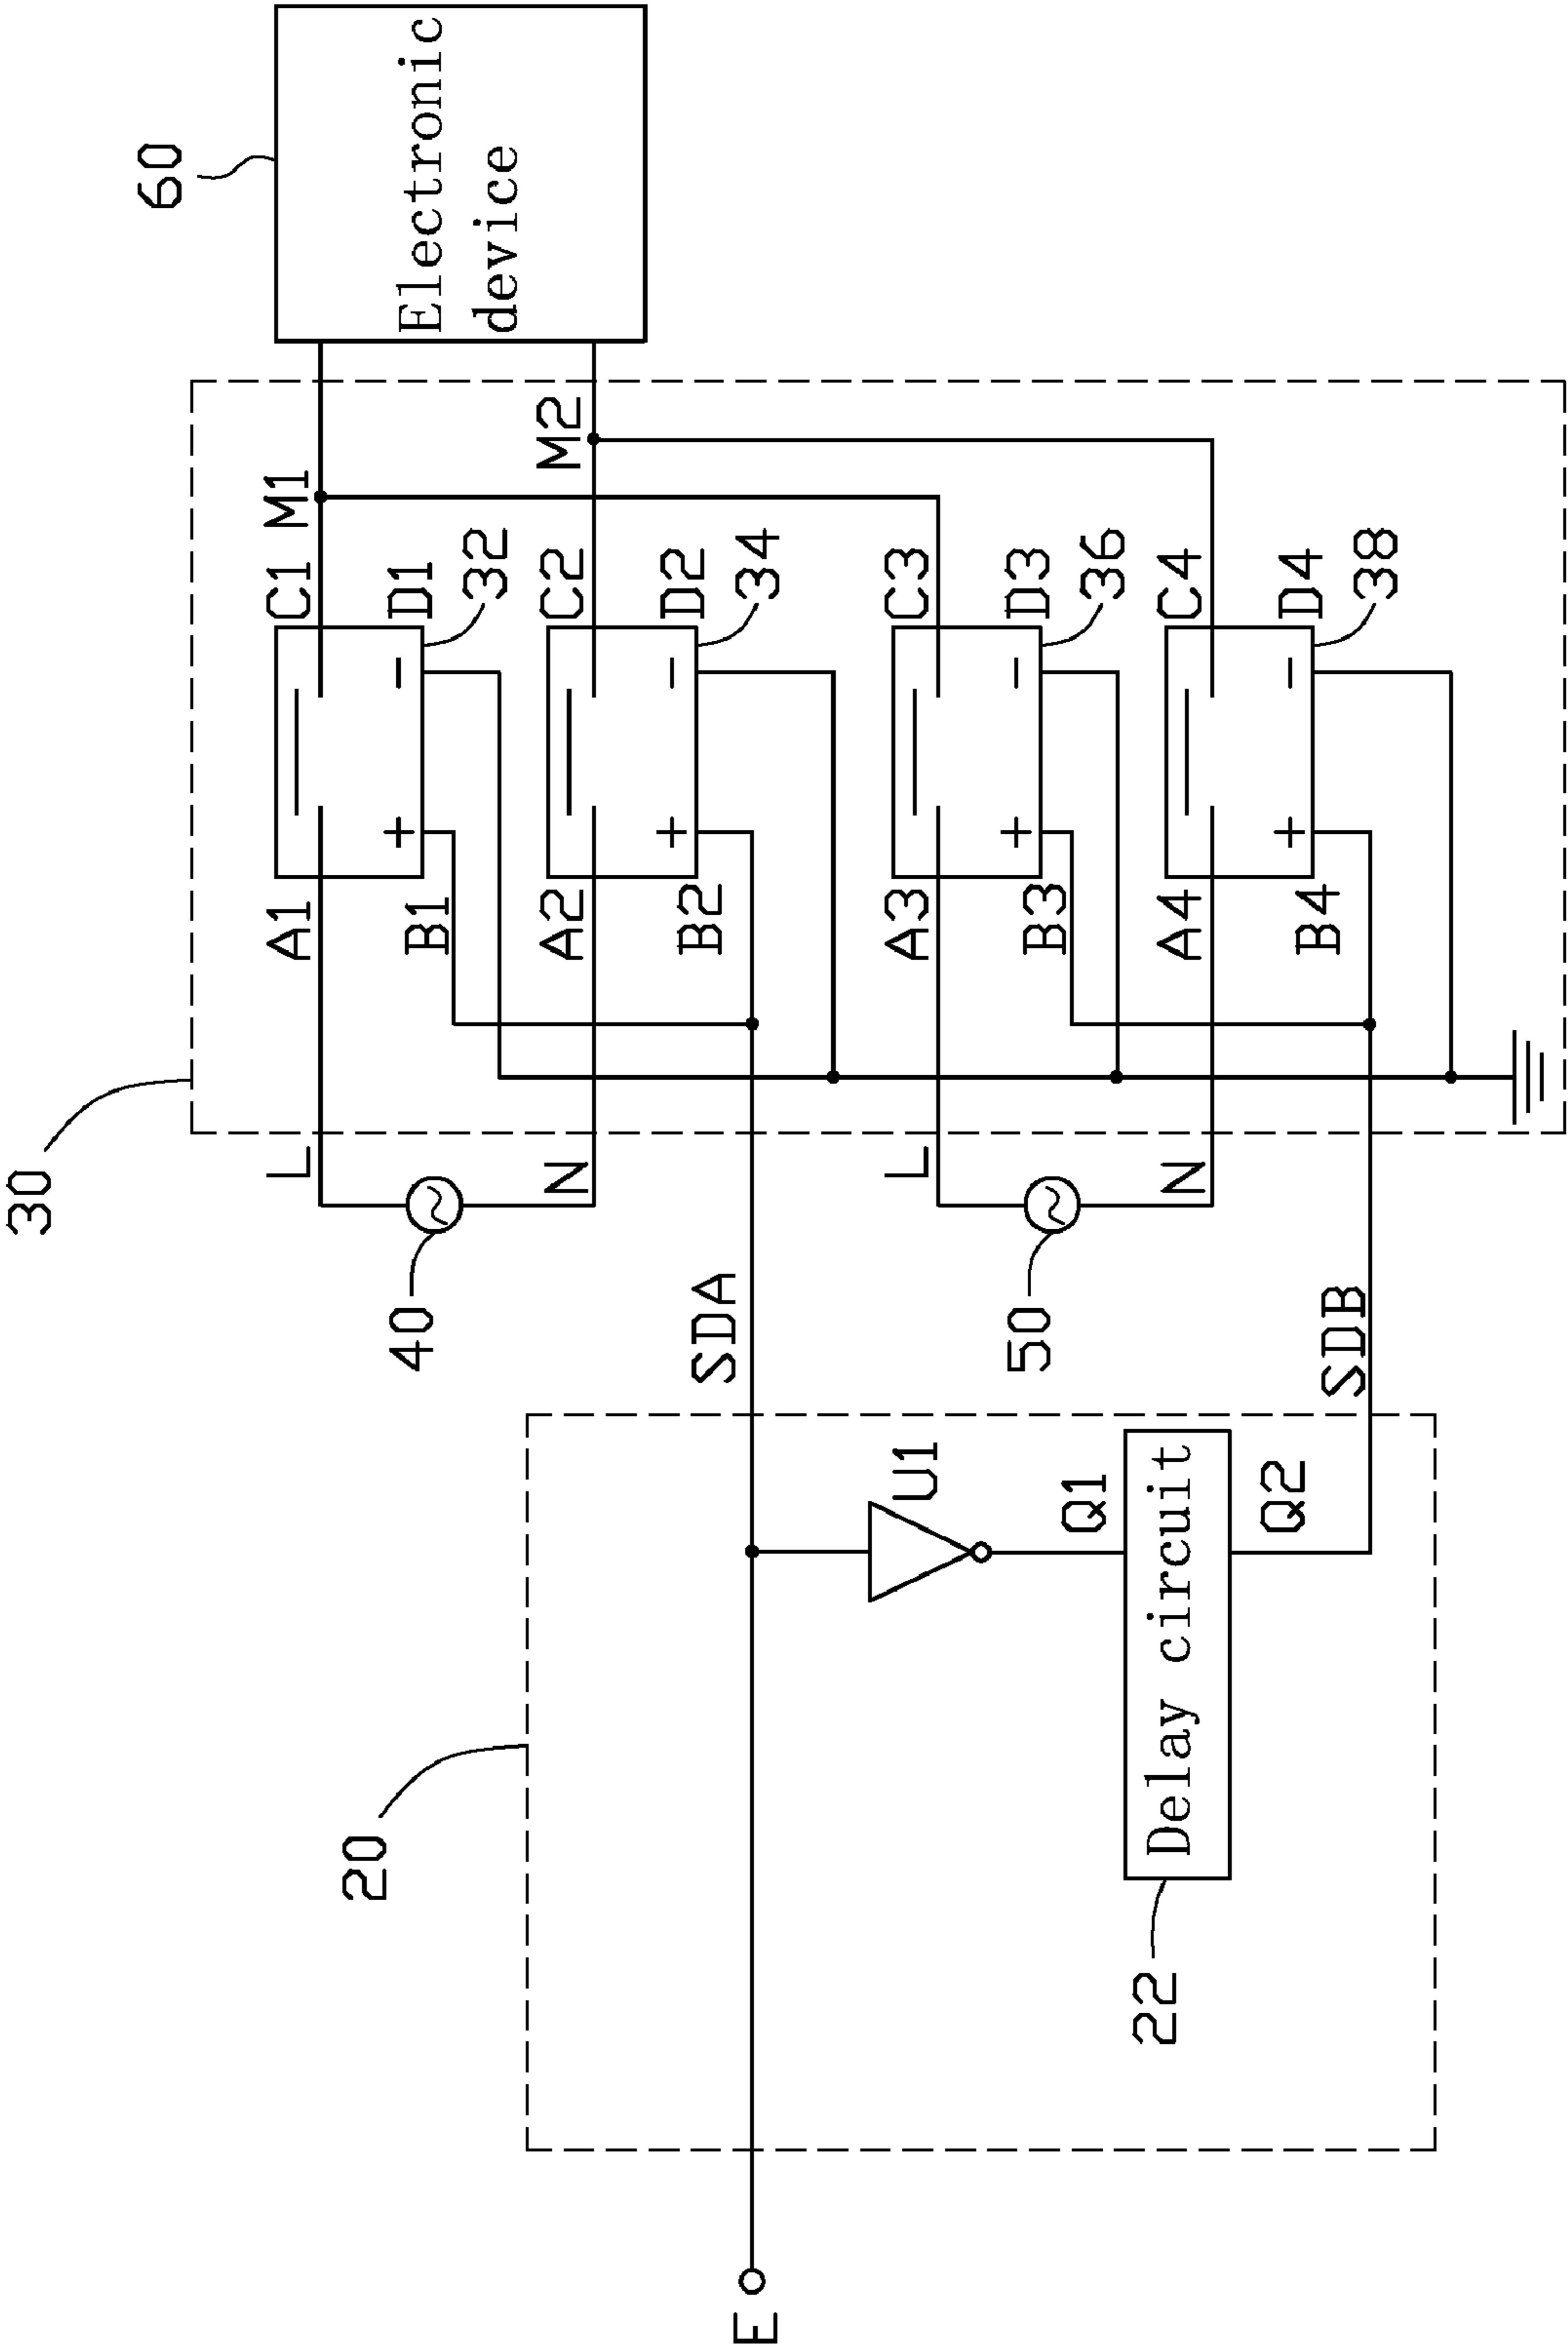 30
60
L
A1
C1
M1
Electronic
device
40
B1
D1
32
N
A2
C2
M2
20
SDA
B2
D2
34
E
U1
L
A3
C3
50
B3
D3
36
Q1
22
Delay circuit
N
A4
C4
Q2
SDB
B4
D4
38
+
-
+
-
+
-
+
-